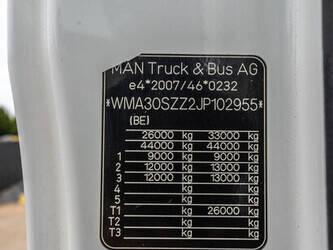 MAN Truck & Bus AG
e4*2007/46*0232
*WMA30SZZ2JP102955*
(BE)
26000 kg 33000 kg
44000 kg 44000 kg
1 9000 kg 9000 kg
2 12000 kg 13000 kg
3 12000 kg 13000 kg
4 kg kg
5 kg kg
T1 kg 26000 kg
T2 kg kg
T3 kg kg